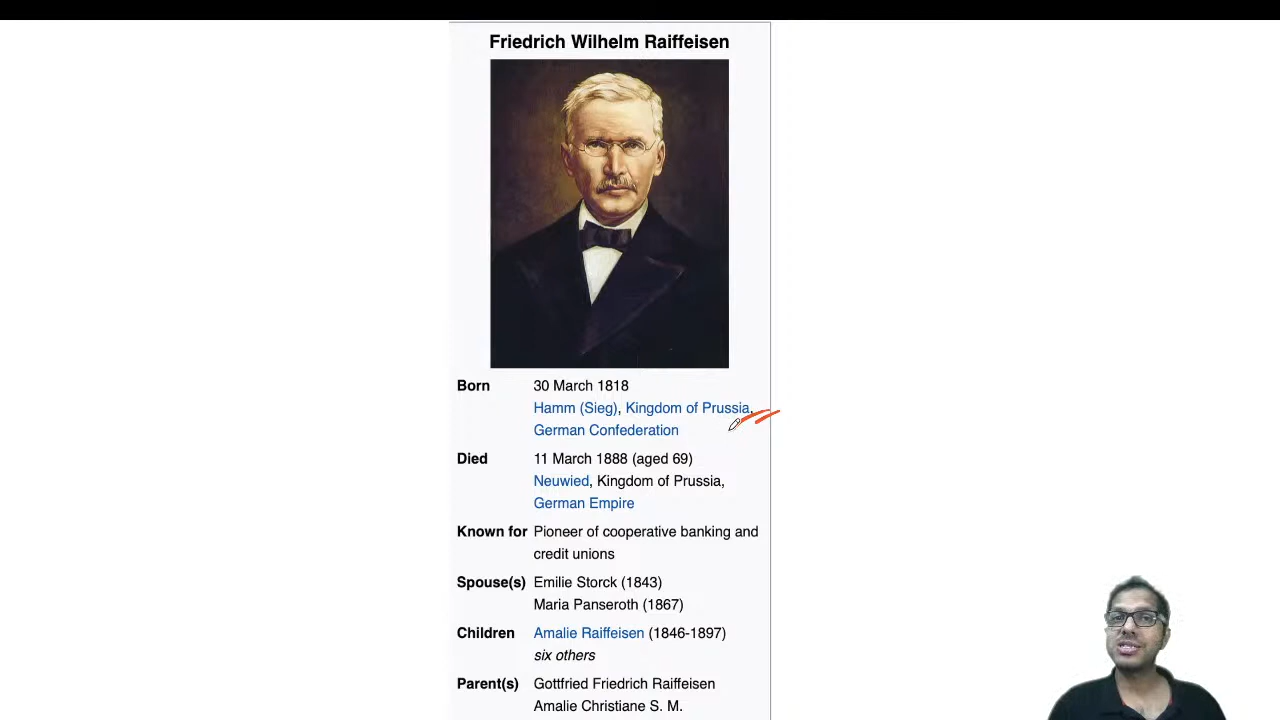 Friedrich Wilhelm Raiffeisen
Born 30 March 1818
Hamm (Sieg), Kingdom of Prussia,
German Confederation
Died 11 March 1888 (aged 69)
Neuwied, Kingdom of Prussia,
German Empire
Known for Pioneer of cooperative banking and
credit unions
Spouse(s) Emilie Storck (1843)
Maria Panseroth (1867)
Children Amalie Raiffeisen (1846-1897)
six others
Parent(s) Gottfried Friedrich Raiffeisen
Amalie Christiane S. M.